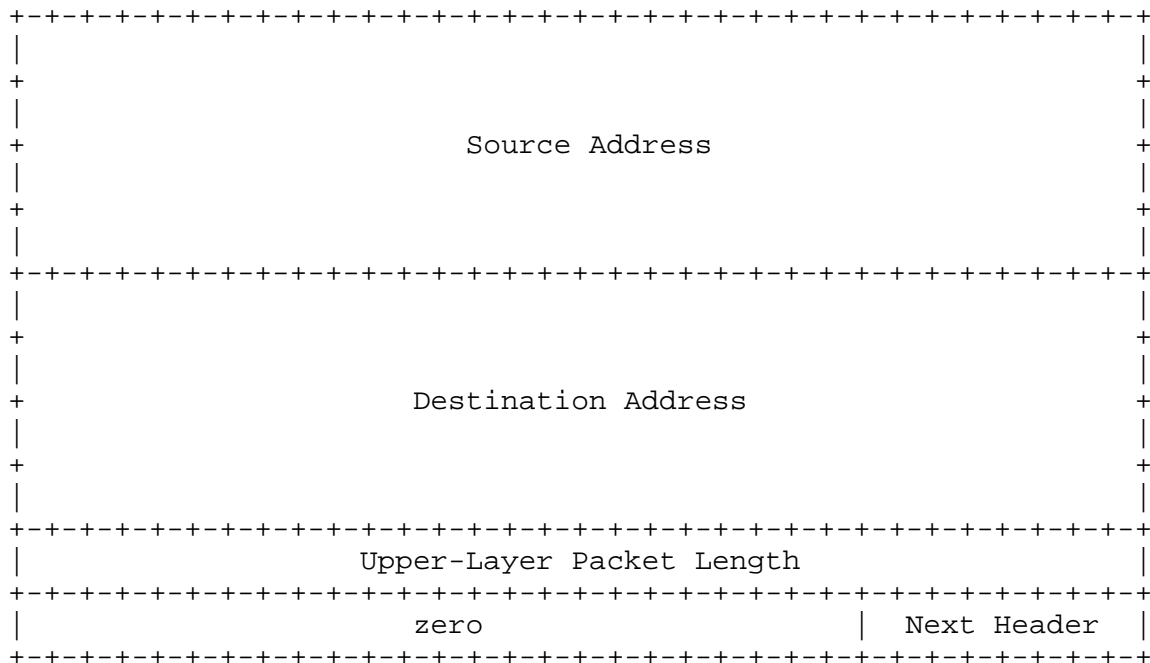 Source Address
Destination Address
Upper-Layer Packet Length
zero Next Header